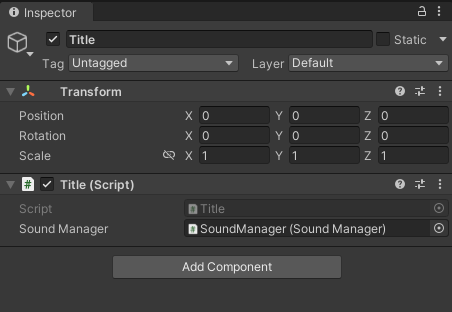 Inspector
Title Static
Tag Untagged Layer Default
Transform
Position X 0 Y 0 Z 0
Rotation X 0 Y 0 Z 0
Scale X 1 Y 1 Z 1
# Title (Script)
Script # Title
Sound Manager # SoundManager (Sound Manager)
Add Component